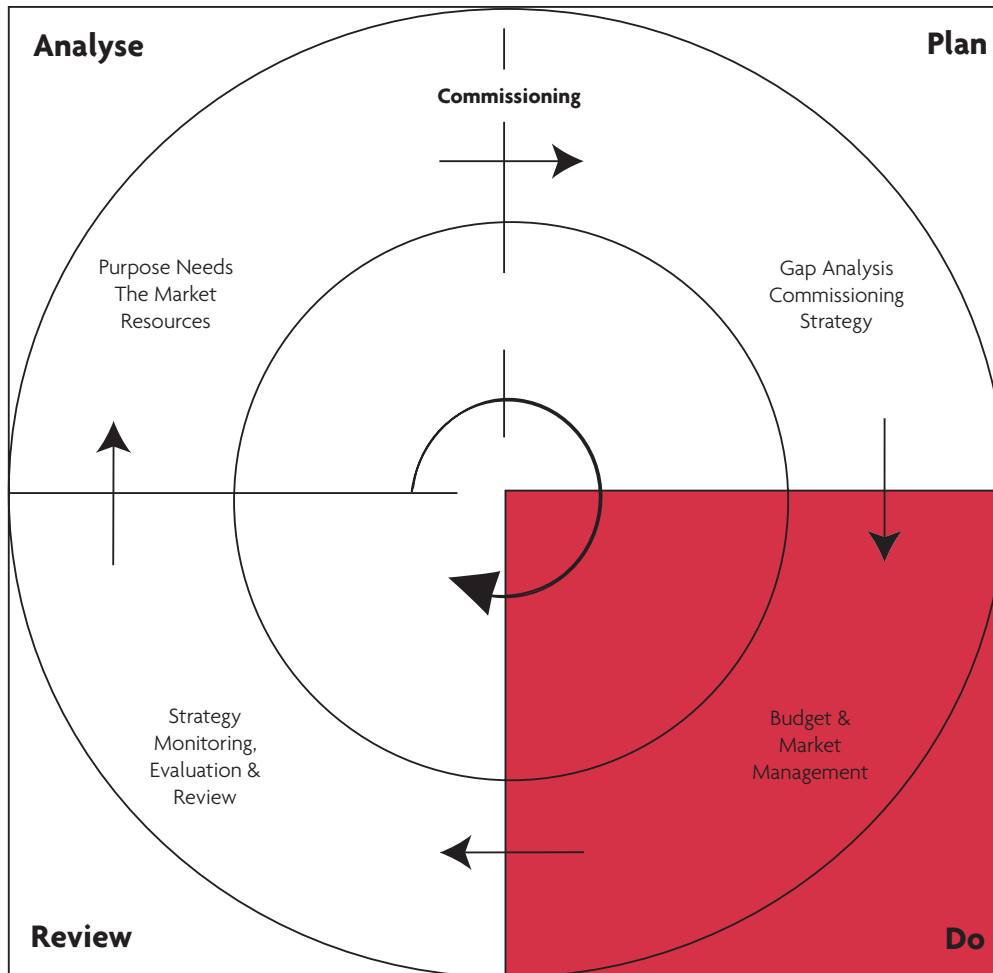 Analyse
Plan
Commissioning
Purpose Needs
The Market
Resources
Gap Analysis
Commissioning
Strategy
Strategy
Monitoring,
Evaluation &
Review
Budget &
Market
Management
Review
Do